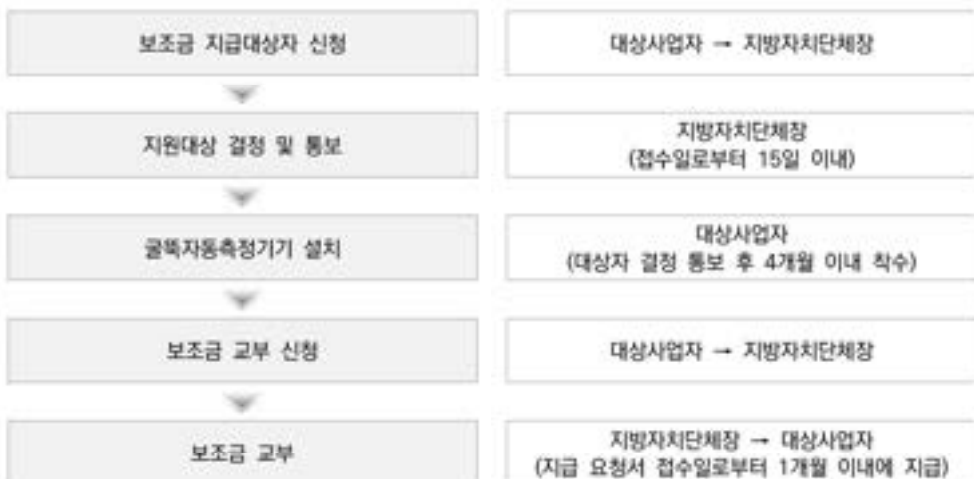 보조금 지급대상자 신청
대상사업자 → 지방자치단체장
지원대상 결정 및 통보
지방자치단체장
(접수일로부터 15일 이내)
굴뚝자동측정기기 설치
대상사업자
(대상자 결정 통보 후 4개월 이내 착수)
보조금 교부 신청
대상사업자 → 지방자치단체장
보조금 교부
지방자치단체장 → 대상사업자
(지급 요청서 접수일로부터 1개월 이내에 지급)